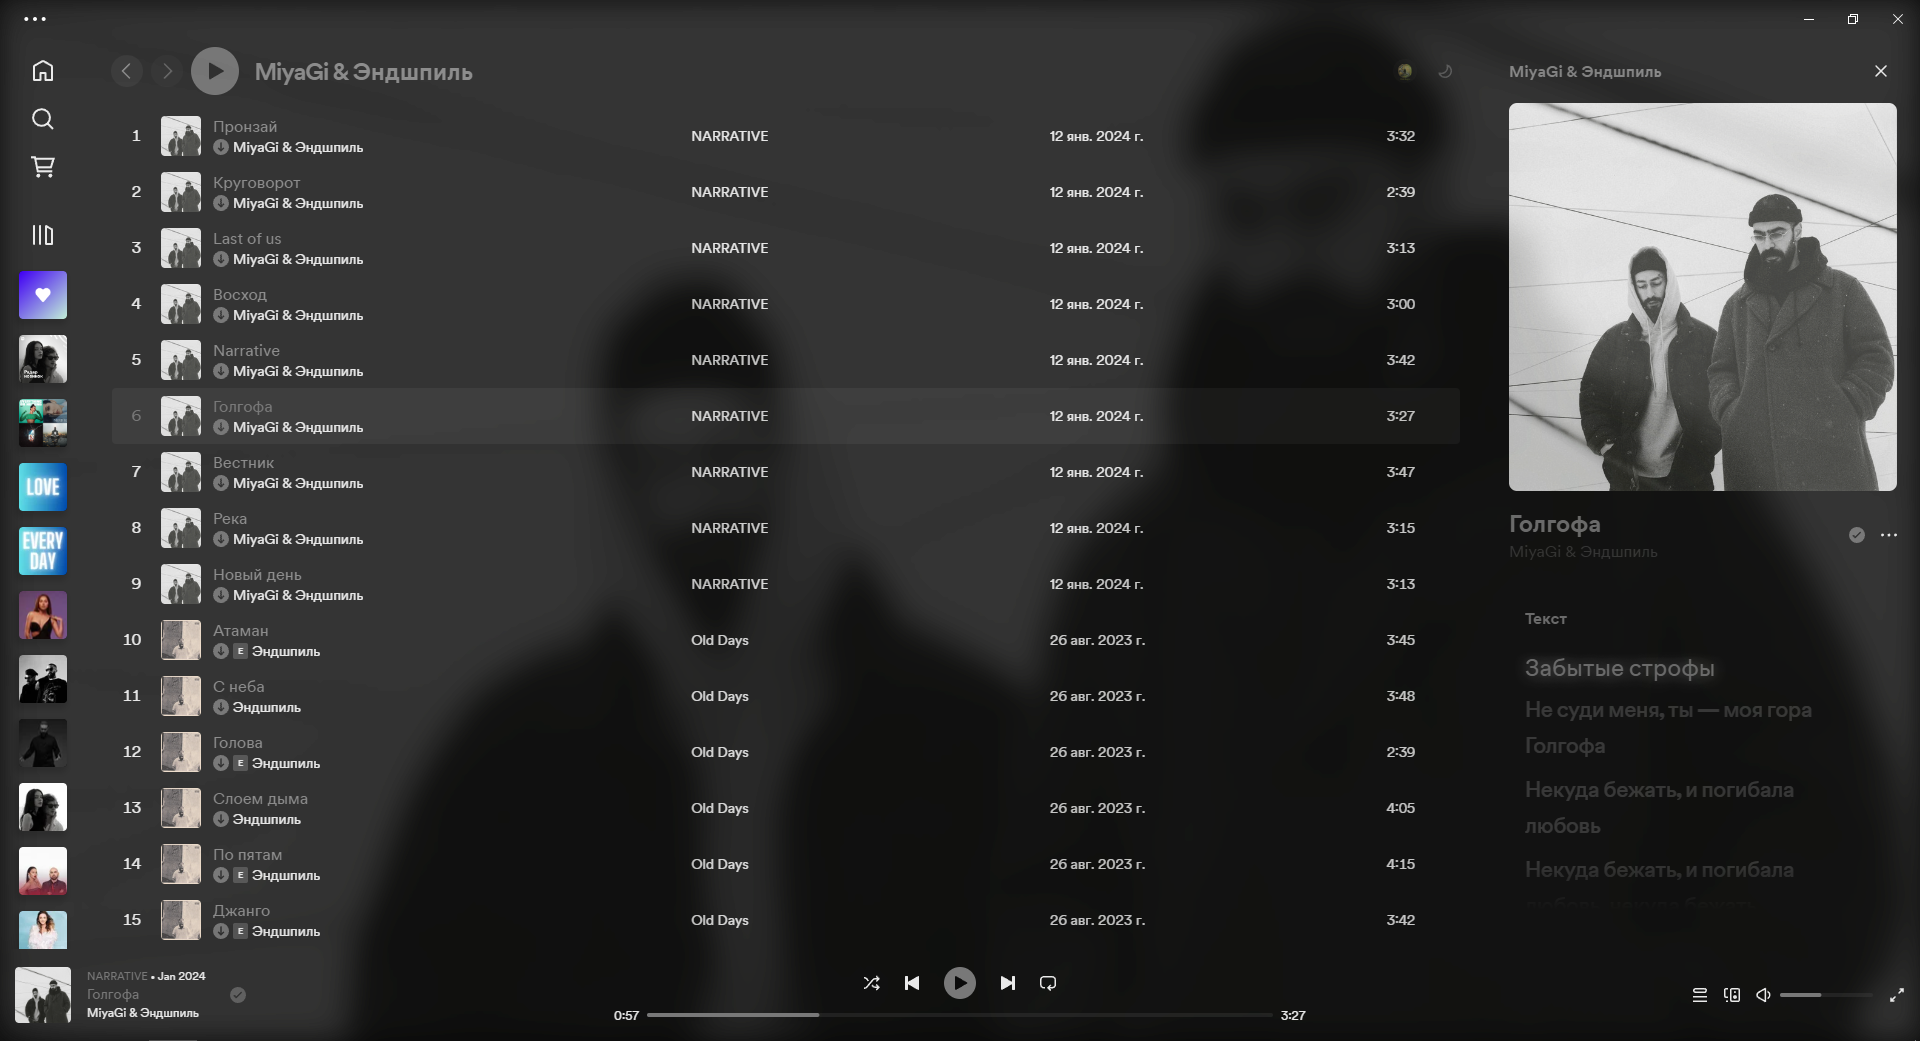 MiyaGi & Эндшпиль
1 Пронзай NARRATIVE 12 янв. 2024 г. 3:32
MiyaGi & Эндшпиль
2 Круговорот NARRATIVE 12 янв. 2024 г. 2:39
MiyaGi & Эндшпиль
3 Last of us NARRATIVE 12 янв. 2024 г. 3:13
MiyaGi & Эндшпиль
4 Восход NARRATIVE 12 янв. 2024 г. 3:00
MiyaGi & Эндшпиль
5 Narrative NARRATIVE 12 янв. 2024 г. 3:42
MiyaGi & Эндшпиль
6 Голгофа NARRATIVE 12 янв. 2024 г. 3:27
MiyaGi & Эндшпиль
7 Вестник NARRATIVE 12 янв. 2024 г. 3:47
MiyaGi & Эндшпиль
8 Река NARRATIVE 12 янв. 2024 г. 3:15
MiyaGi & Эндшпиль
9 Новый день NARRATIVE 12 янв. 2024 г. 3:13
MiyaGi & Эндшпиль
10 Атаман Old Days 26 авг. 2023 г. 3:45
E Эндшпиль
11 С неба Old Days 26 авг. 2023 г. 3:48
Эндшпиль
12 Голова Old Days 26 авг. 2023 г. 2:39
E Эндшпиль
13 Слоем дыма Old Days 26 авг. 2023 г. 4:05
Эндшпиль
14 По пятам Old Days 26 авг. 2023 г. 4:15
E Эндшпиль
15 Джанго Old Days 26 авг. 2023 г. 3:42
E Эндшпиль
LOVE
EVERY
DAY
MiyaGi & Эндшпиль
Голгофа
MiyaGi & Эндшпиль
Текст
Забытые строфы
Не суди меня, ты — моя гора
Голгофа
Некуда бежать, и погибала
любовь
Некуда бежать, и погибала
любовь, некуда бежать
NARRATIVE • Jan 2024
Голгофа
MiyaGi & Эндшпиль
0:57 3:27